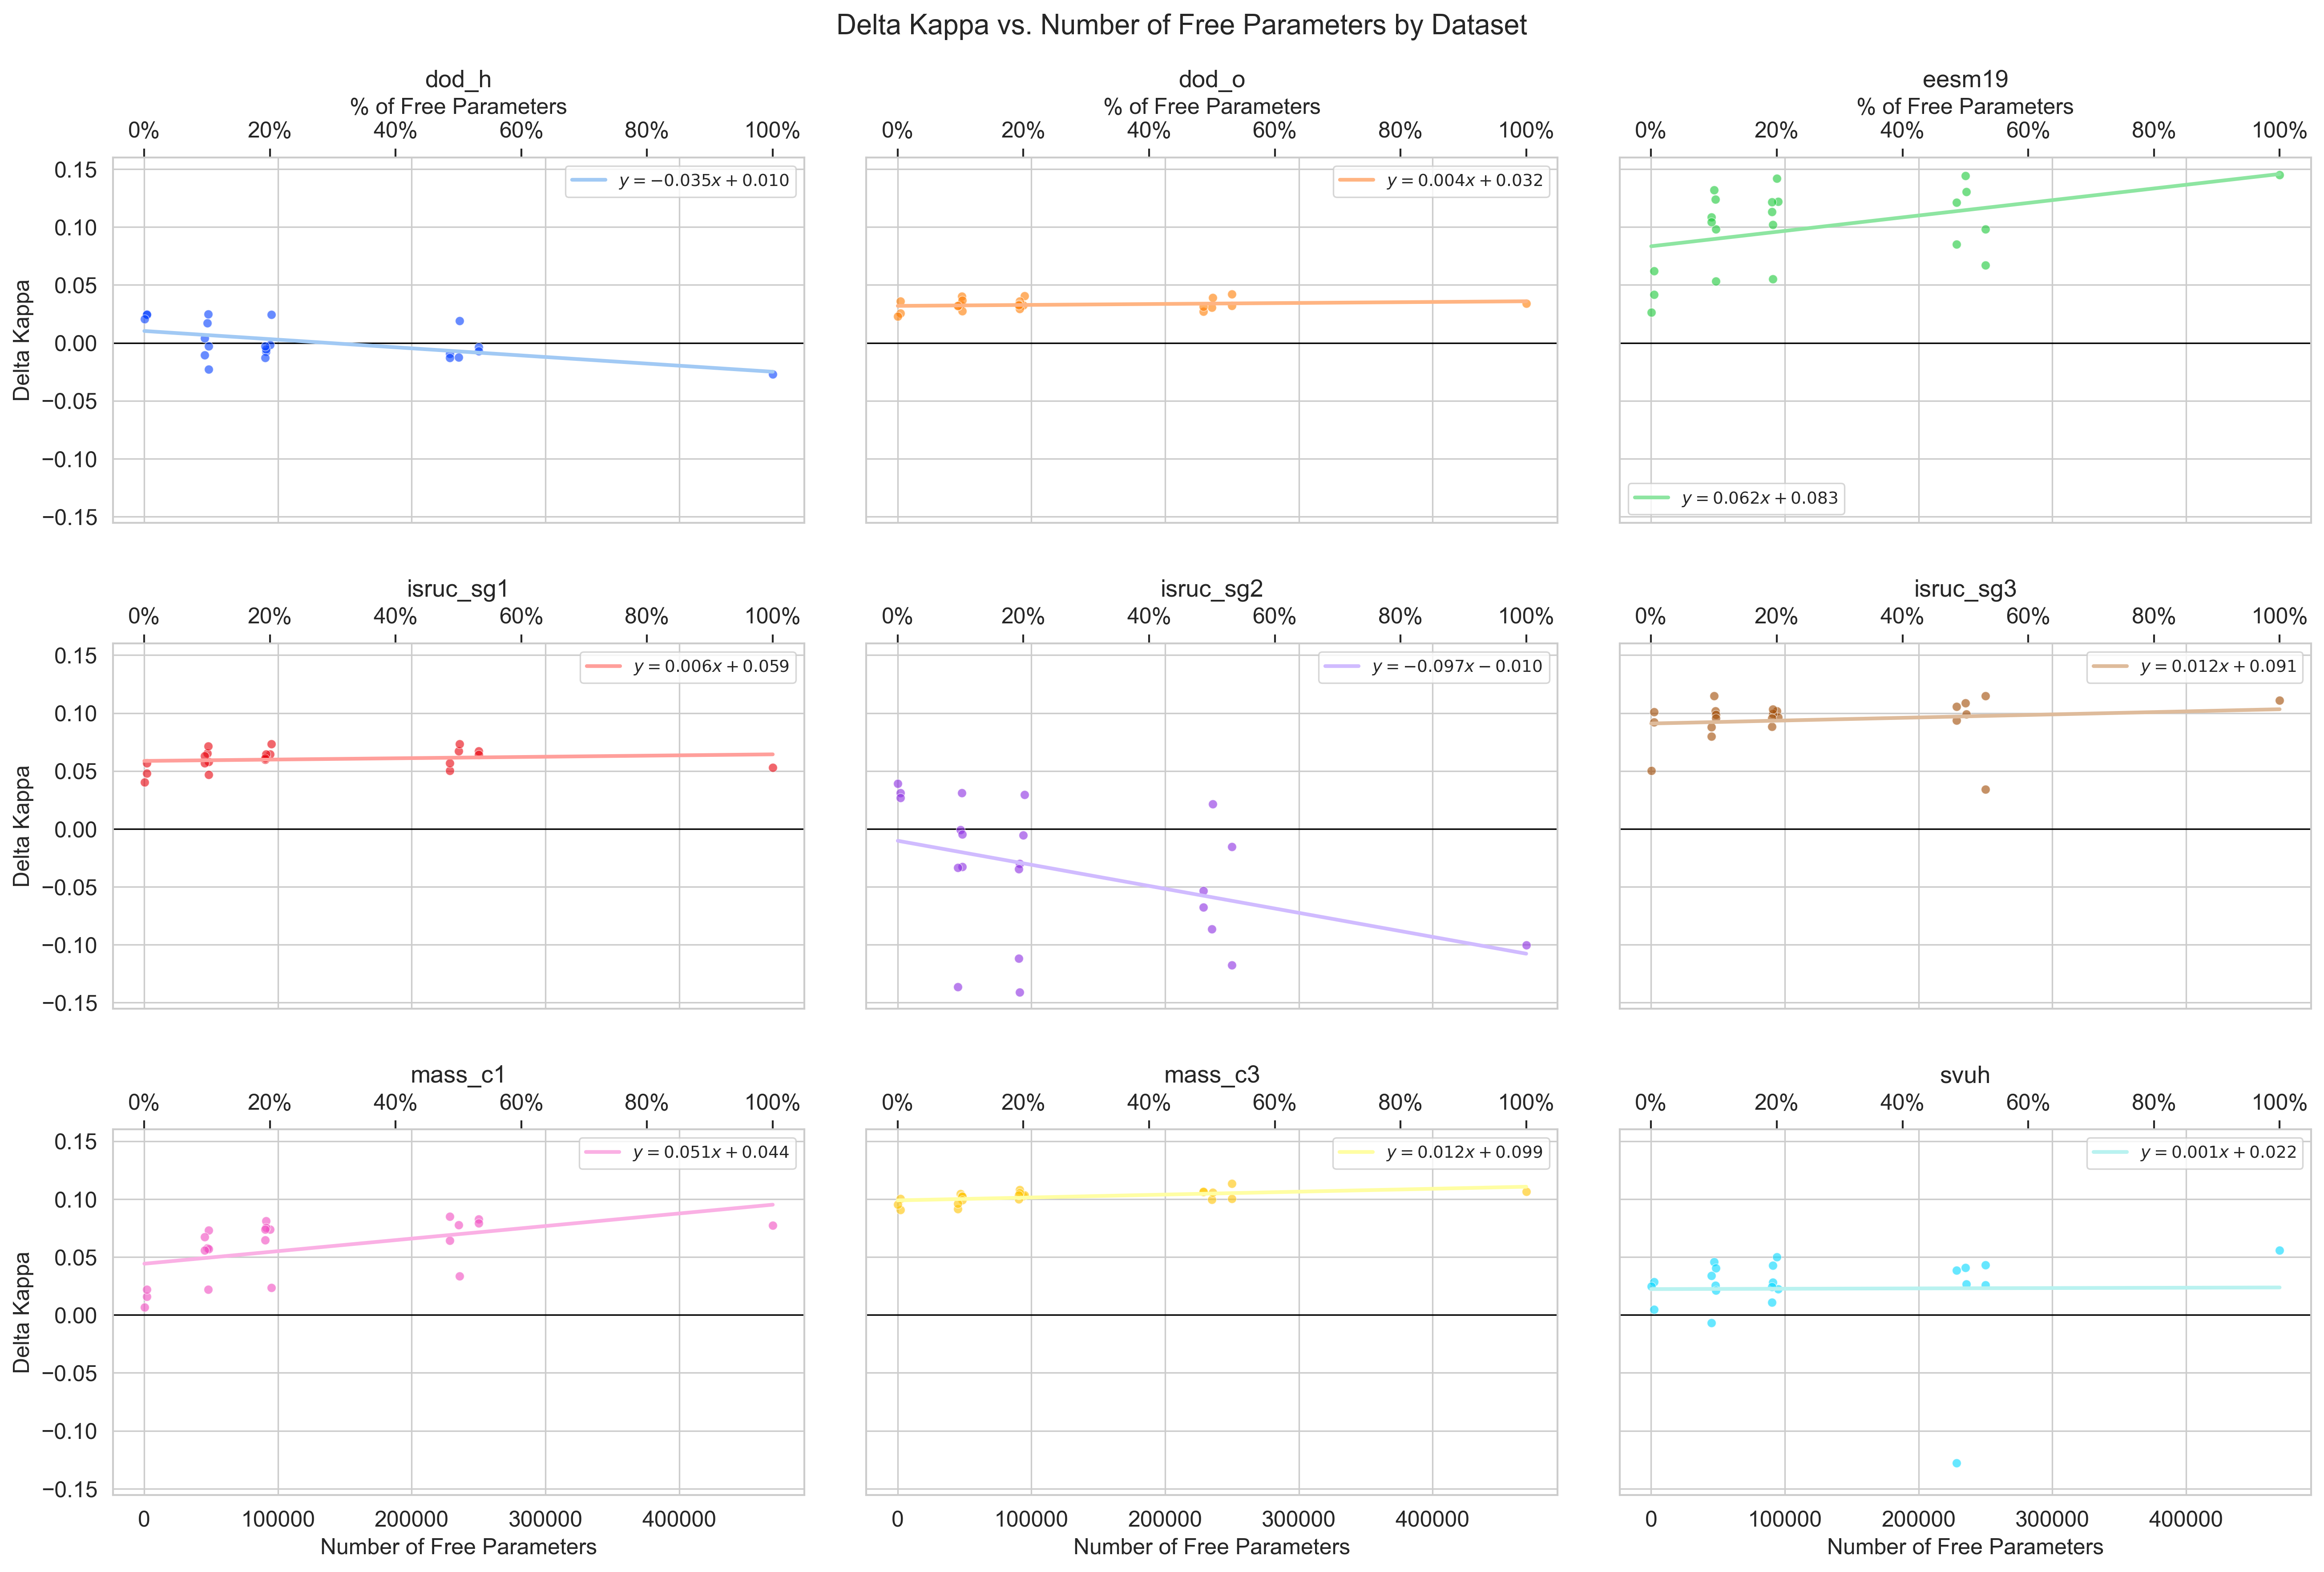 Delta Kappa vs. Number of Free Parameters by Dataset
dod_h
% of Free Parameters
0% 20% 40% 60% 80% 100%
dod_o
% of Free Parameters
0% 20% 40% 60% 80% 100%
eesm19
% of Free Parameters
0% 20% 40% 60% 80% 100%
Delta Kappa
0.15
0.10
0.05
0.00
−0.05
−0.10
−0.15
y = −0.035x + 0.010
y = 0.004x + 0.032
y = 0.062x + 0.083
isruc_sg1
0% 20% 40% 60% 80% 100%
isruc_sg2
0% 20% 40% 60% 80% 100%
isruc_sg3
0% 20% 40% 60% 80% 100%
Delta Kappa
0.15
0.10
0.05
0.00
−0.05
−0.10
−0.15
y = 0.006x + 0.059
y = −0.097x − 0.010
y = 0.012x + 0.091
mass_c1
0% 20% 40% 60% 80% 100%
mass_c3
0% 20% 40% 60% 80% 100%
svuh
0% 20% 40% 60% 80% 100%
Delta Kappa
0.15
0.10
0.05
0.00
−0.05
−0.10
−0.15
y = 0.051x + 0.044
y = 0.012x + 0.099
y = 0.001x + 0.022
0 100000 200000 300000 400000
Number of Free Parameters
0 100000 200000 300000 400000
Number of Free Parameters
0 100000 200000 300000 400000
Number of Free Parameters